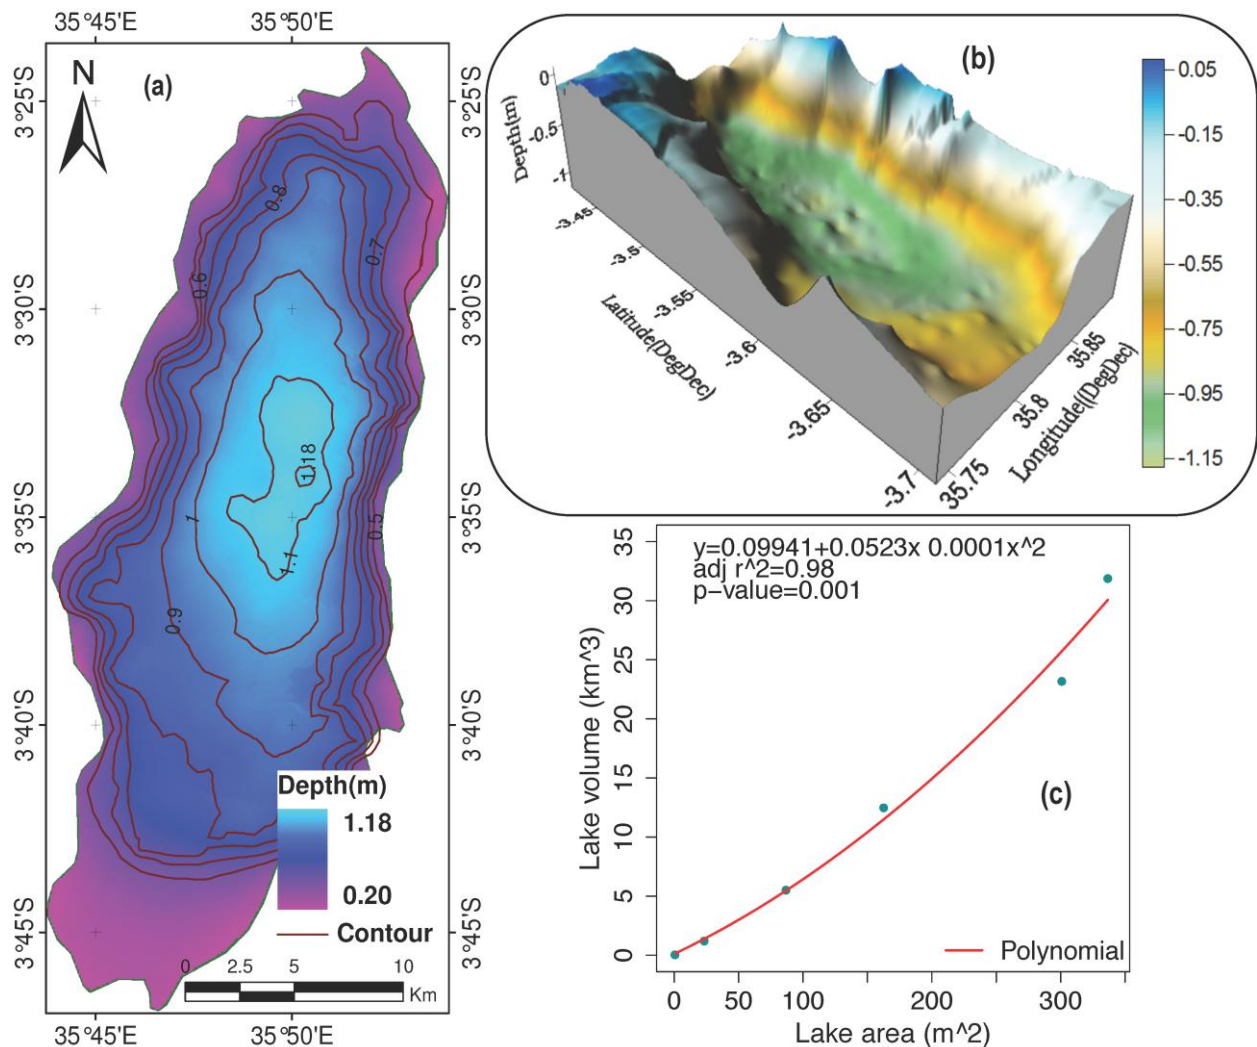 35°45'E
35°50'E
N
(a)
3°25'S
3°25'S
0.8
0.7
0.6
3°30'S
3°30'S
1.18
1
0.5
3°35'S
3°35'S
1.1
0.9
3°40'S
3°40'S
Depth(m)
1.18
0.20
Contour
3°45'S
3°45'S
0
2.5
5
10
Km
35°45'E
35°50'E
(b)
0
-0.5
-1
Depth(m)
-3.45
-3.5
-3.55
-3.6
-3.65
-3.7
Latitude(DegDec)
35.75
35.8
35.85
Longitude((DegDec)
0.05
-0.15
-0.35
-0.55
-0.75
-0.95
-1.15
y=0.09941+0.0523x 0.0001x^2
adj r^2=0.98
p-value=0.001
35
30
25
20
15
10
5
0
Lake volume (km^3)
(c)
Polynomial
0
50
100
200
300
Lake area (m^2)